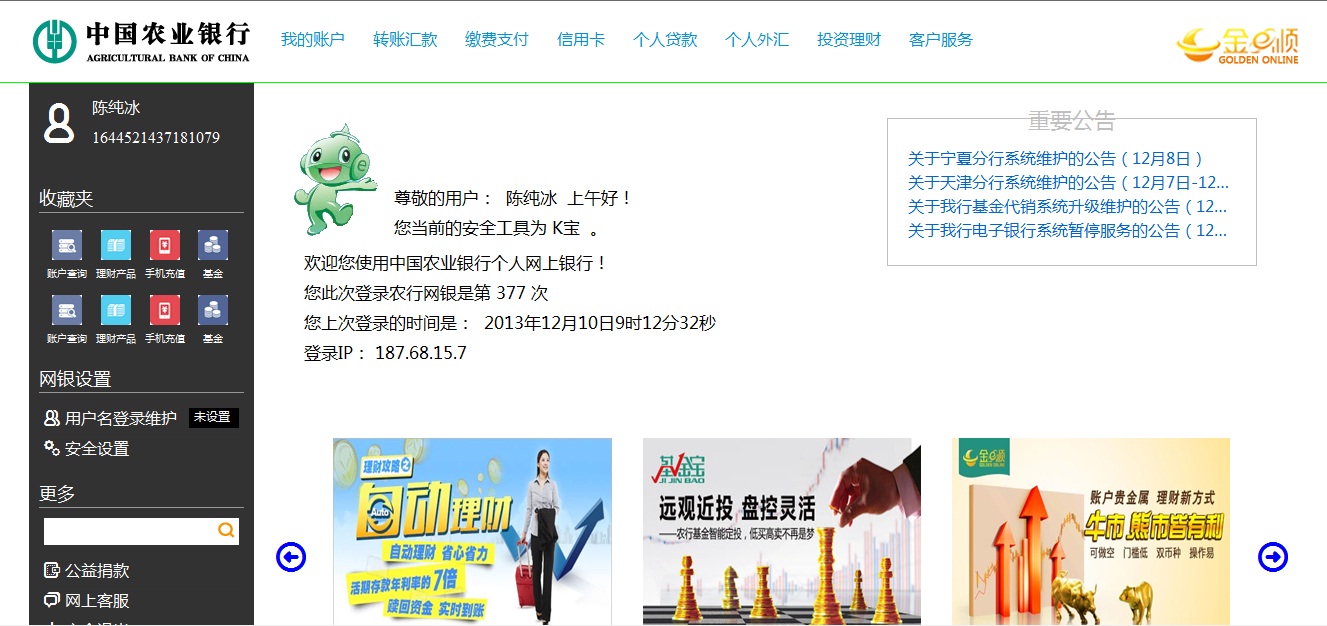 中国农业银行
AGRICULTURAL BANK OF CHINA
我的账户 转账汇款 缴费支付 信用卡 个人贷款 个人外汇 投资理财 客户服务
金e顺
GOLDEN ONLINE
陈纯冰
1644521437181079
收藏夹
账户查询 理财产品 手机充值 基金
账户查询 理财产品 手机充值 基金
网银设置
用户名登录维护 未设置
安全设置
更多
公益捐款
网上客服
尊敬的用户： 陈纯冰 上午好！
您当前的安全工具为 K宝 。
欢迎您使用中国农业银行个人网上银行！
您此次登录农行网银是第 377 次
您上次登录的时间是： 2013年12月10日9时12分32秒
登录IP： 187.68.15.7
重要公告
关于宁夏分行系统维护的公告（12月8日）
关于天津分行系统维护的公告（12月7日-12...
关于我行基金代销系统升级维护的公告（12...
关于我行电子银行系统暂停服务的公告（12...
理财攻略②
自动理财
Auto
自动理财 省心省力
活期存款年利率的7倍
赎回资金 实时到账
基金宝
JIJIN BAO
远观近投 盘控灵活
——农行基金智能定投，低买高卖不再是梦
金e顺
账户贵金属 理财新方式
牛市 熊市皆有利
可做空 门槛低 双币种 操作易